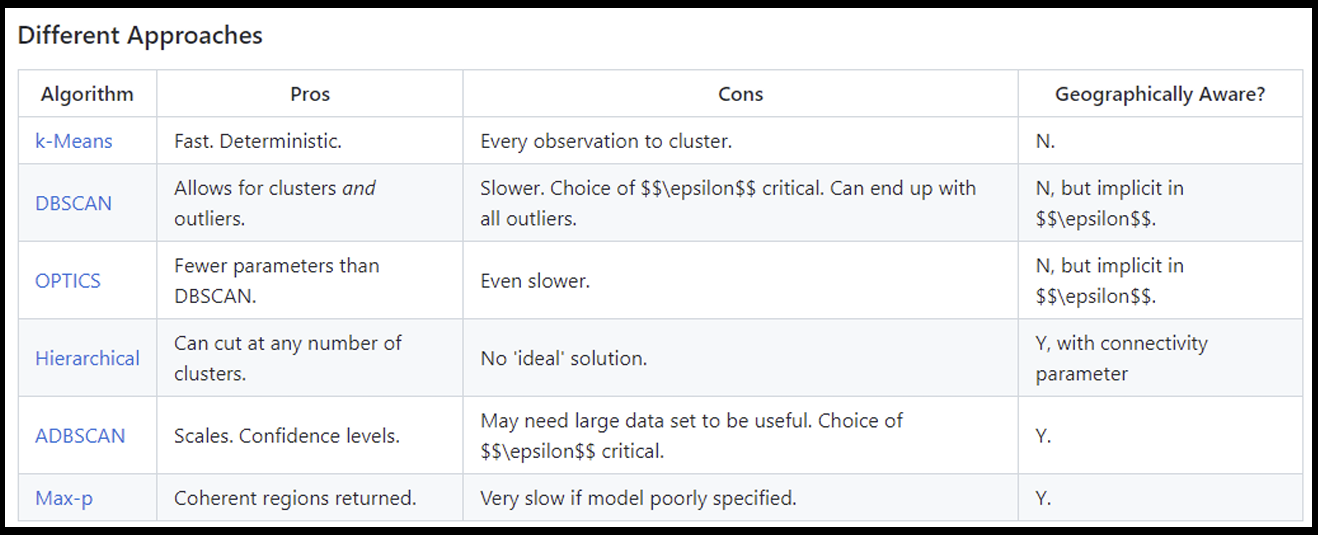 Different Approaches
Algorithm Pros Cons Geographically Aware?
k-Means Fast. Deterministic. Every observation to cluster. N.
DBSCAN Allows for clusters and
outliers. Slower. Choice of $$\epsilon$$ critical. Can end up with
all outliers. N, but implicit in
$$\epsilon$$.
OPTICS Fewer parameters than
DBSCAN. Even slower. N, but implicit in
$$\epsilon$$.
Hierarchical Can cut at any number of
clusters. No 'ideal' solution. Y, with connectivity
parameter
ADBSCAN Scales. Confidence levels. May need large data set to be useful. Choice of
$$\epsilon$$ critical. Y.
Max-p Coherent regions returned. Very slow if model poorly specified. Y.